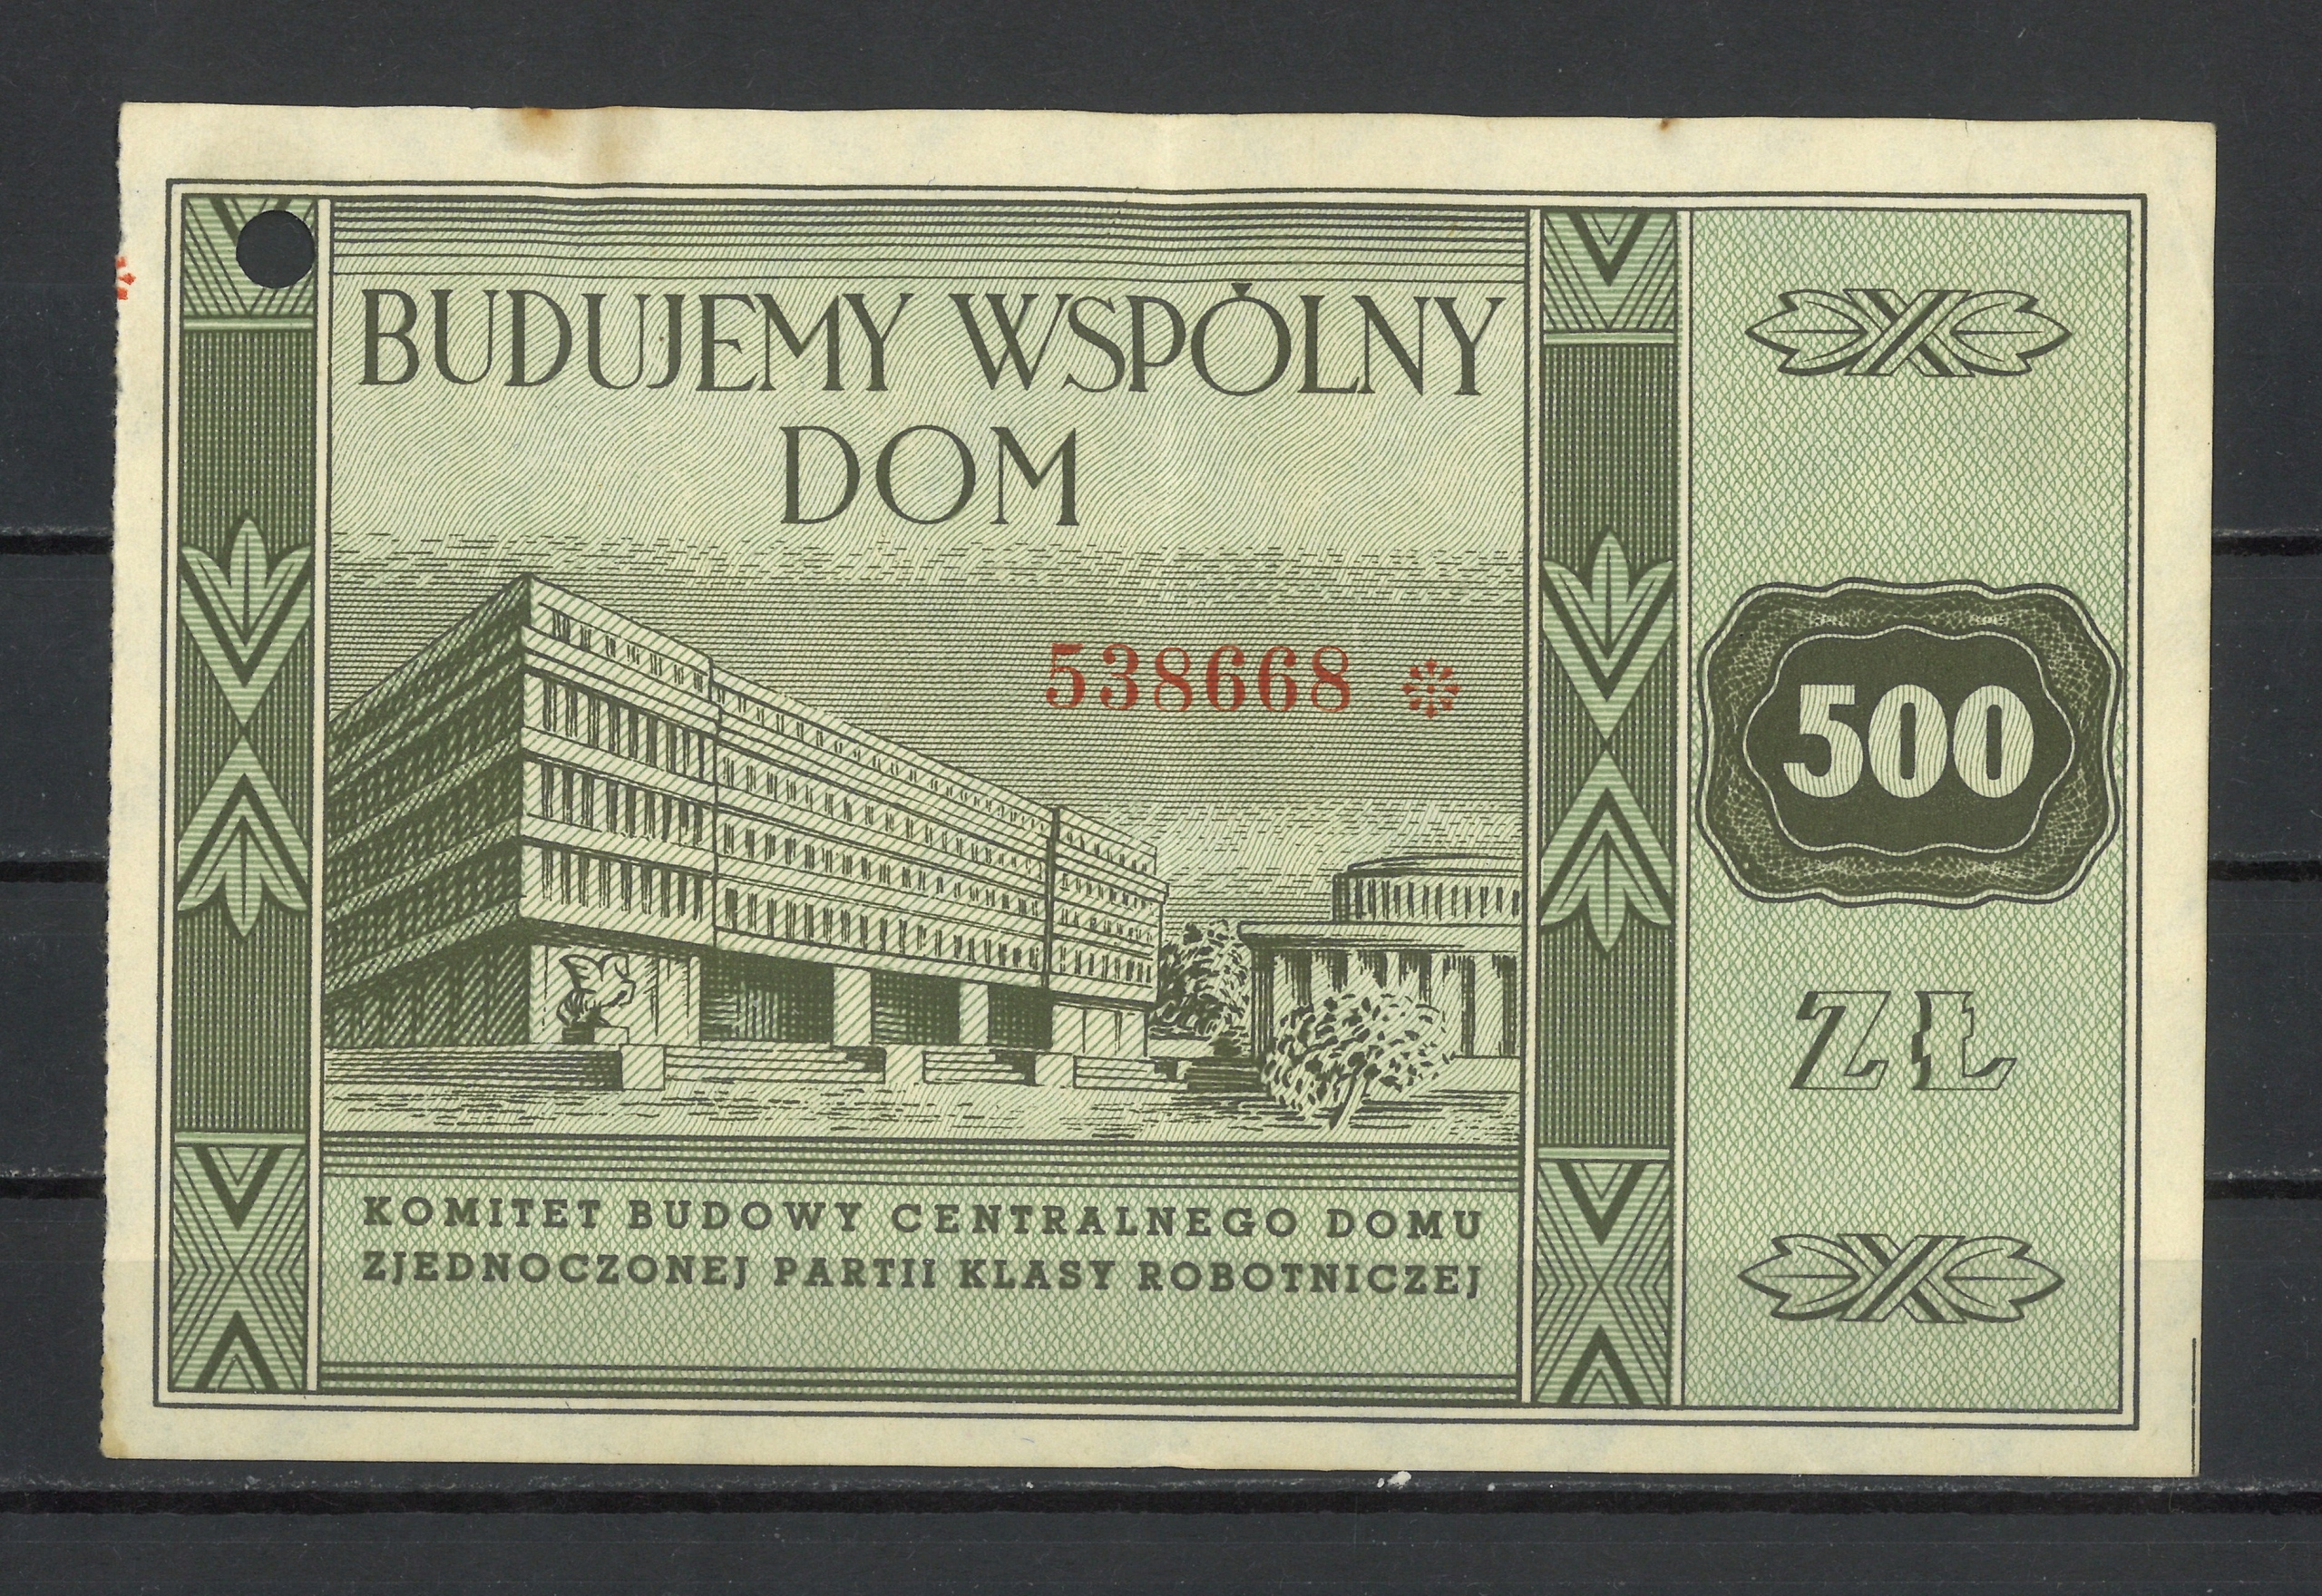 BUDUJEMY WSPÓLNY
DOM
538668
500
ZŁ
KOMITET BUDOWY CENTRALNEGO DOMU
ZJEDNOCZONEJ PARTII KLASY ROBOTNICZEJ